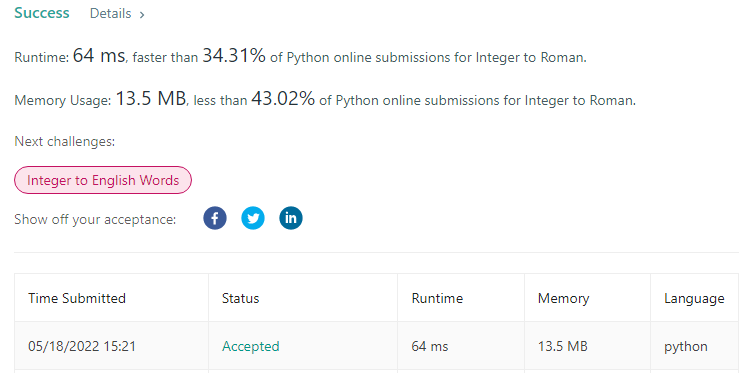 Success Details >
Runtime: 64 ms, faster than 34.31% of Python online submissions for Integer to Roman.
Memory Usage: 13.5 MB, less than 43.02% of Python online submissions for Integer to Roman.
Next challenges:
Integer to English Words
Show off your acceptance: f in
Time Submitted Status Runtime Memory Language
05/18/2022 15:21 Accepted 64 ms 13.5 MB python